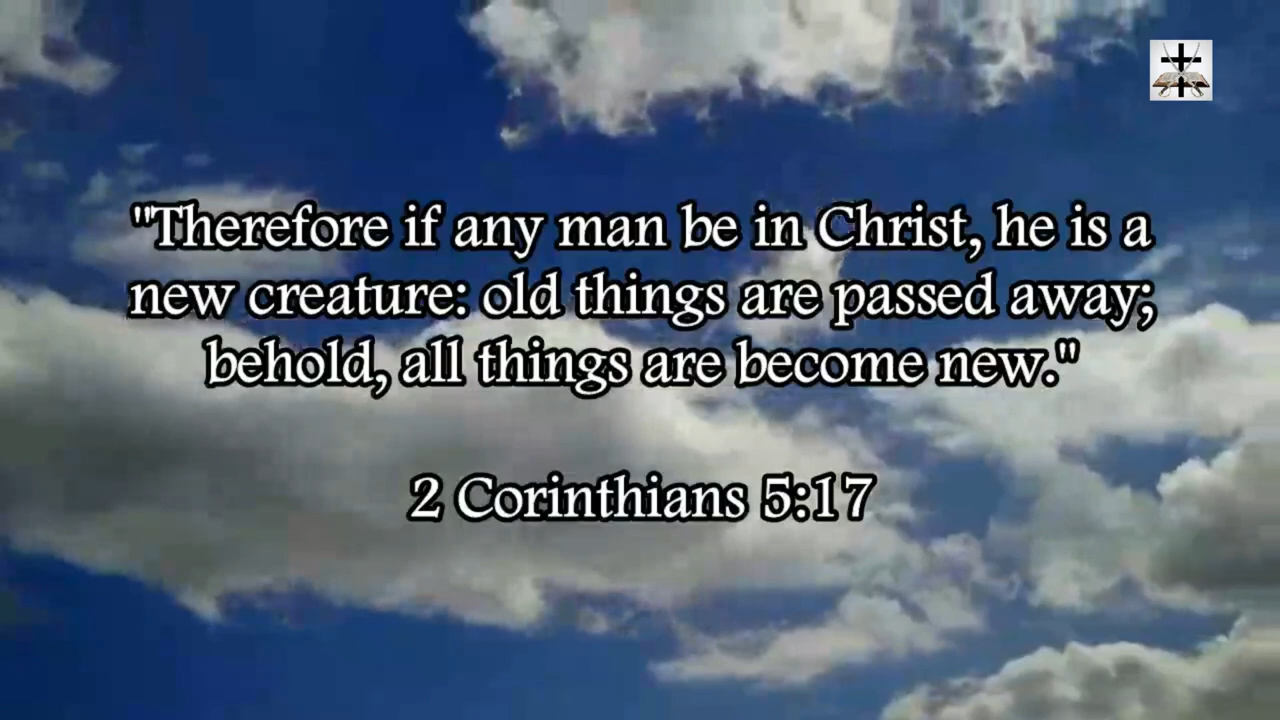 "Therefore if any man be in Christ, he is a
new creature: old things are passed away;
behold, all things are become new."
2 Corinthians 5:17